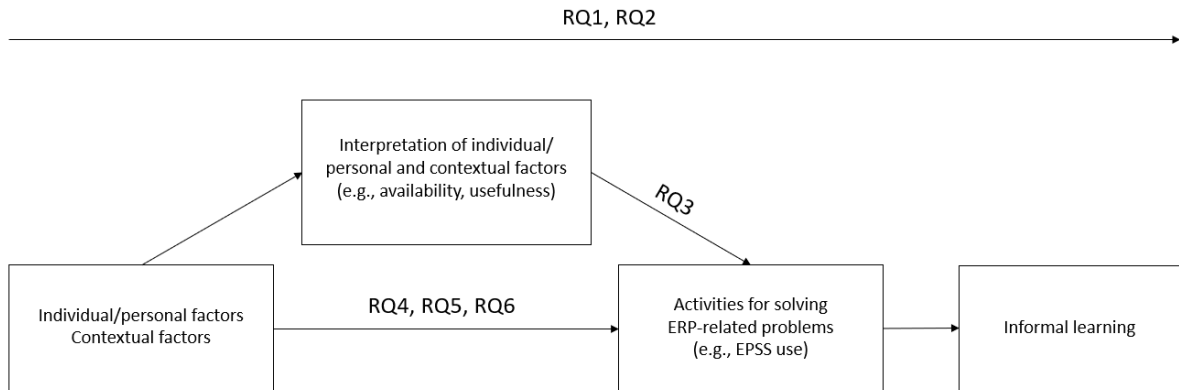 RQ1, RQ2
Interpretation of individual/
personal and contextual factors
(e.g., availability, usefulness)
RQ3
Individual/personal factors
Contextual factors
RQ4, RQ5, RQ6
Activities for solving
ERP-related problems
(e.g., EPSS use)
Informal learning